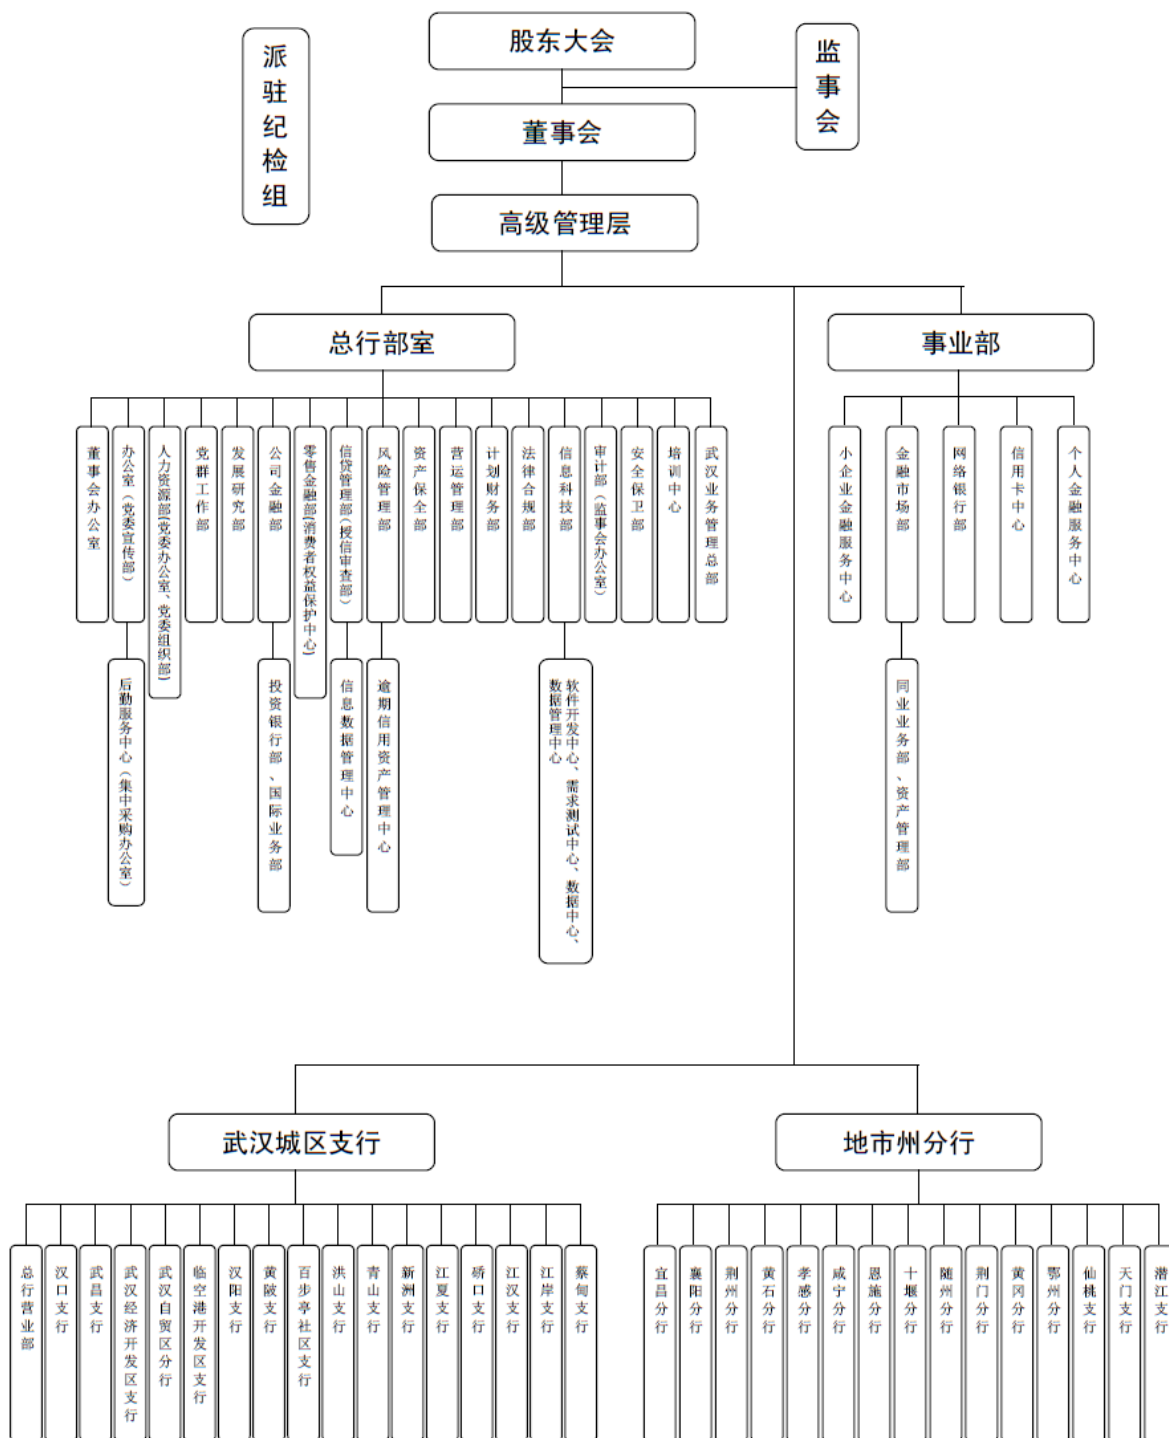 派驻纪检组
股东大会
监事会
董事会
高级管理层
总行部室
事业部
董事会办公室
办公室（党委宣传部）
人力资源部(党委办公室、党委组织部)
党群工作部
发展研究部
公司金融部
零售金融部(消费者权益保护中心)
信贷管理部（授信审查部）
风险管理部
资产保全部
营运管理部
计划财务部
法律合规部
信息科技部
审计部（监事会办公室）
安全保卫部
培训中心
武汉业务管理总部
小企业金融服务中心
金融市场部
网络银行部
信用卡中心
个人金融服务中心
后勤服务中心（集中采购办公室）
投资银行部、国际业务部
信息数据管理中心
逾期信用资产管理中心
软件开发中心、需求测试中心、数据中心、
数据管理中心
同业业务部、资产管理部
武汉城区支行
地市州分行
总行营业部
汉口支行
武昌支行
武汉经济开发区支行
武汉自贸区分行
临空港开发区支行
汉阳支行
黄陂支行
百步亭社区支行
洪山支行
青山支行
新洲支行
江夏支行
硚口支行
江汉支行
江岸支行
蔡甸支行
宜昌分行
襄阳分行
荆州分行
黄石分行
孝感分行
咸宁分行
恩施分行
十堰分行
随州分行
荆门分行
黄冈分行
鄂州分行
仙桃支行
天门支行
潜江支行